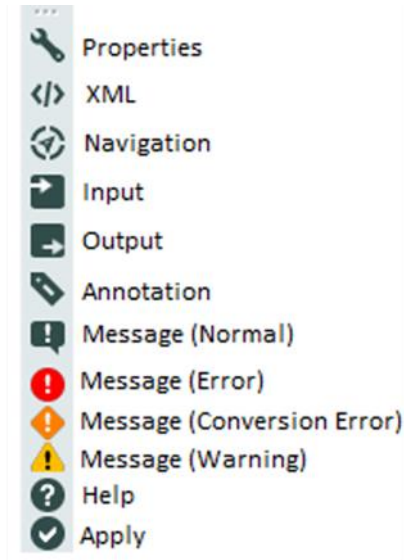 Properties
XML
Navigation
Input
Output
Annotation
Message (Normal)
Message (Error)
Message (Conversion Error)
Message (Warning)
Help
Apply